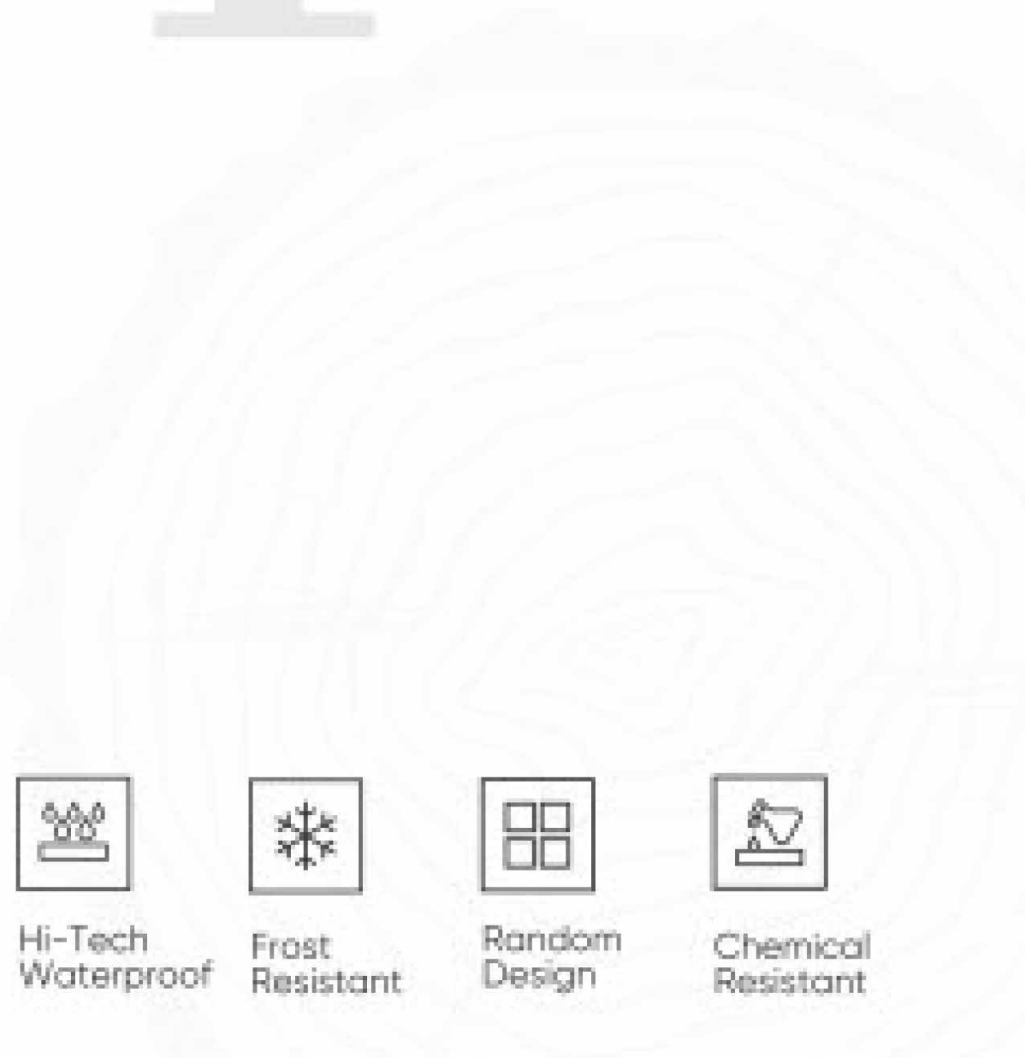 Hi-Tech
Waterproof
Frost
Resistant
Random
Design
Chemical
Resistant